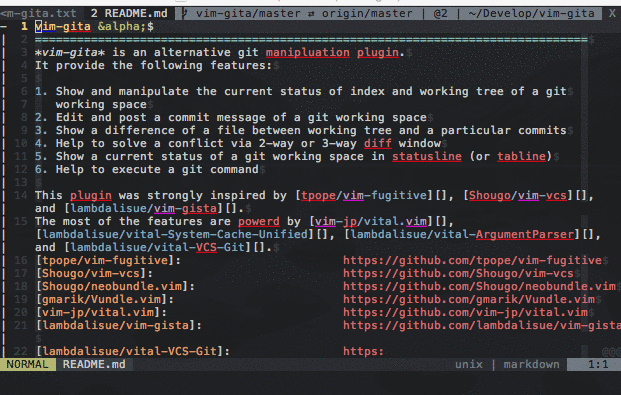 <m-gita.txt  2 README.md  vim-gita/master ⇄ origin/master | @2 | ~/Develop/vim-gita  X
1 vim-gita &alpha;$
2 ===============================================================================$
3 *vim-gita* is an alternative git manipluation plugin.$
4 It provide the following features:$
5 $
6 1. Show and manipulate the current status of index and working tree of a git
working space$
8 2. Edit and post a commit message of a git working space$
9 3. Show a difference of a file between working tree and a particular commits$
10 4. Help to solve a conflict via 2-way or 3-way diff window$
11 5. Show a current status of a git working space in statusline (or tabline)$
12 6. Help to execute a git command$
13 $
14 This plugin was strongly inspired by [tpope/vim-fugitive][], [Shougo/vim-vcs][],
and [lambdalisue/vim-gista][].$
15 The most of the features are powerd by [vim-jp/vital.vim][],
[lambdalisue/vital-System-Cache-Unified][], [lambdalisue/vital-ArgumentParser][],
and [lambdalisue/vital-VCS-Git][].$
16 [tpope/vim-fugitive]: https://github.com/tpope/vim-fugitive
17 [Shougo/vim-vcs]: https://github.com/Shougo/vim-vcs
18 [Shougo/neobundle.vim]: https://github.com/Shougo/neobundle.vim
19 [gmarik/Vundle.vim]: https://github.com/gmarik/Vundle.vim
20 [vim-jp/vital.vim]: https://github.com/vim-jp/vital.vim
21 [lambdalisue/vim-gista]: https://github.com/lambdalisue/vim-gista
22 [lambdalisue/vital-VCS-Git]: https:
NORMAL README.md unix | markdown 1:1